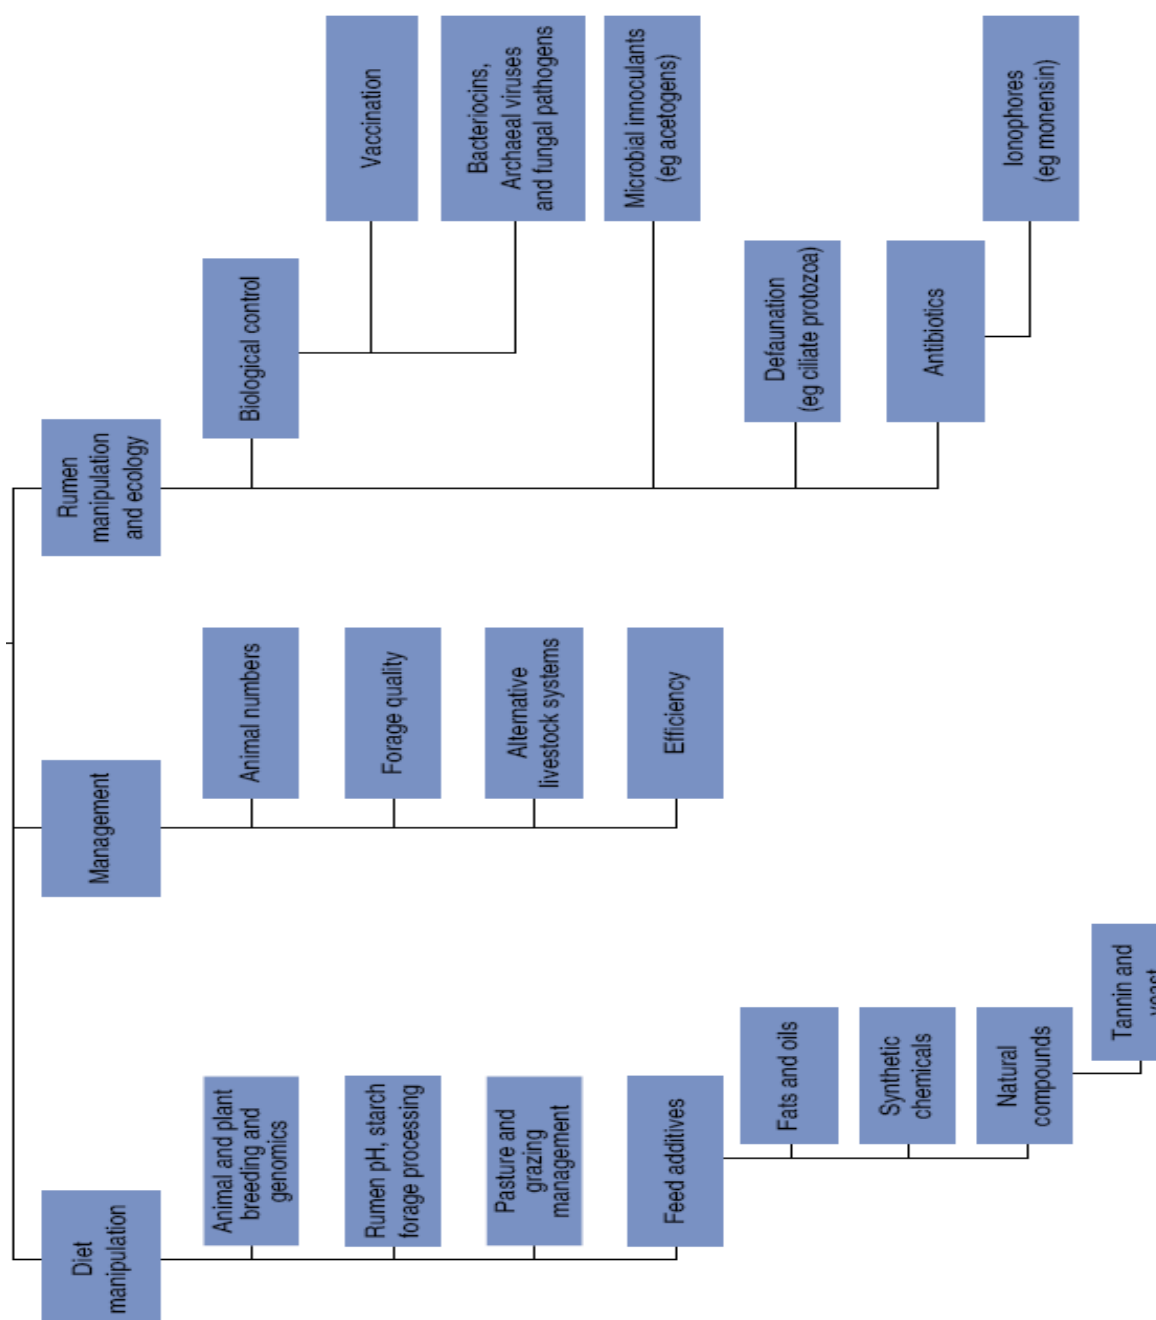 Diet
manipulation
Animal and plant
breeding and
genomics
Rumen pH, starch
forage processing
Pasture and
grazing
management
Feed additives
Fats and oils
Synthetic
chemicals
Natural
compounds
Tannin and
Management
Animal numbers
Forage quality
Alternative
livestock systems
Efficiency
Rumen
manipulation
and ecology
Biological control
Vaccination
Bacteriocins,
Archaeal viruses
and fungal pathogens
Microbial innoculants
(eg acetogens)
Defaunation
(eg ciliate protozoa)
Antibiotics
Ionophores
(eg monensin)